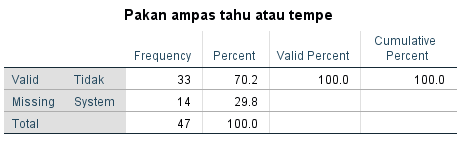 Pakan ampas tahu atau tempe
Frequency Percent Valid Percent Cumulative Percent
Valid Tidak 33 70.2 100.0 100.0
Missing System 14 29.8
Total 47 100.0